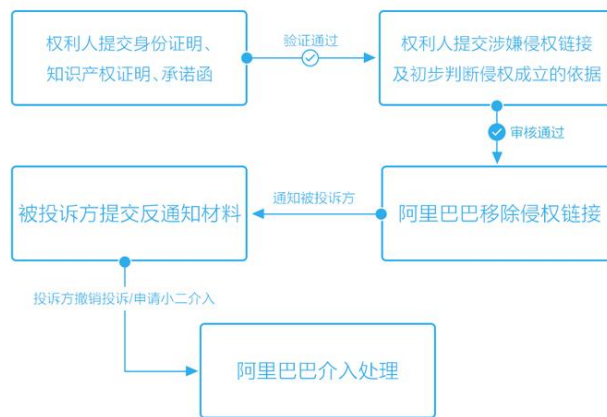 权利人提交身份证明、
知识产权证明、承诺函
验证通过
权利人提交涉嫌侵权链接
及初步判断侵权成立的依据
审核通过
阿里巴巴移除侵权链接
通知被投诉方
被投诉方提交反通知材料
投诉方撤销投诉/申请小二介入
阿里巴巴介入处理